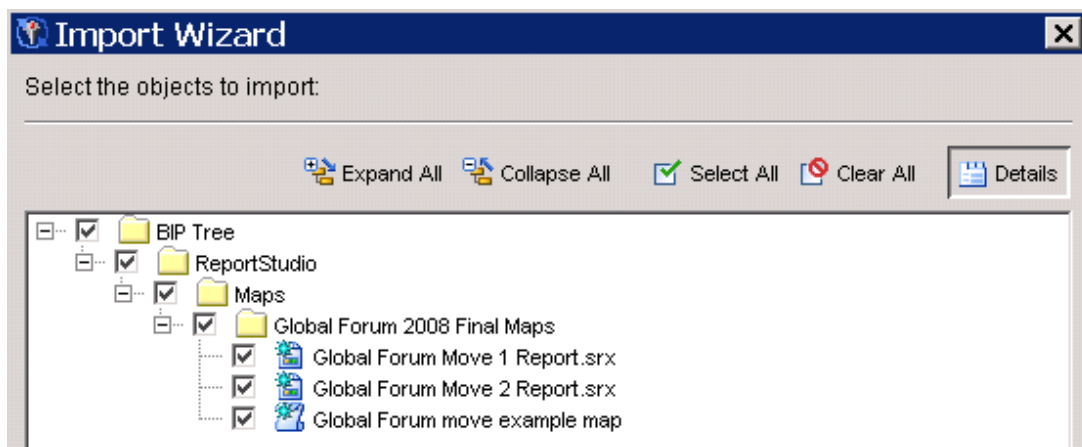 Import Wizard
Select the objects to import:
Expand All Collapse All Select All Clear All Details
BIP Tree
ReportStudio
Maps
Global Forum 2008 Final Maps
Global Forum Move 1 Report.srx
Global Forum Move 2 Report.srx
Global Forum move example map